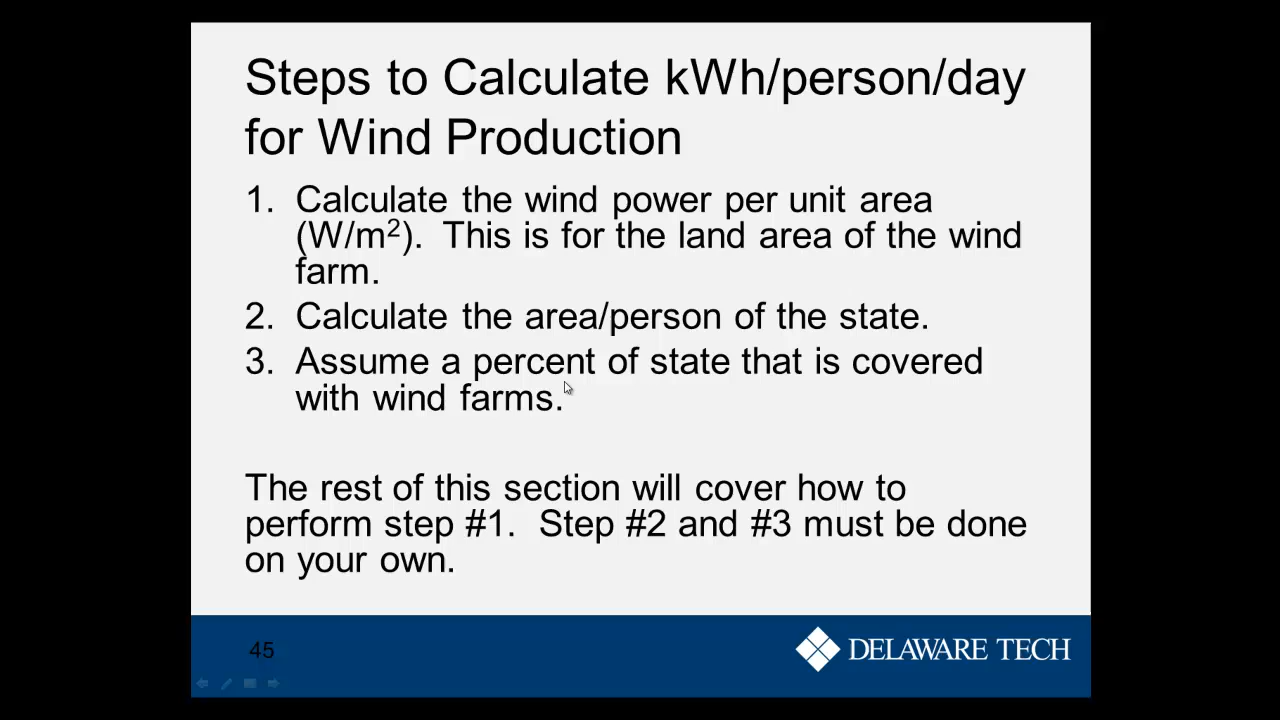 Steps to Calculate kWh/person/day
for Wind Production
1. Calculate the wind power per unit area
(W/m²). This is for the land area of the wind
farm.
2. Calculate the area/person of the state.
3. Assume a percent of state that is covered
with wind farms.
The rest of this section will cover how to
perform step #1. Step #2 and #3 must be done
on your own.
45
DELAWARE TECH